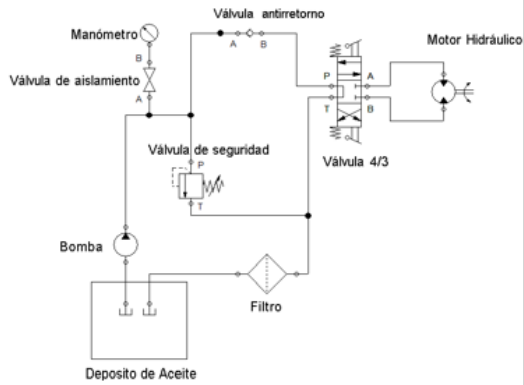 Válvula antirretorno
Manómetro
Motor Hidráulico
A B
B
Válvula de aislamiento
A
P A
T B
Válvula de seguridad
P
Válvula 4/3
T
Bomba
Filtro
Deposito de Aceite